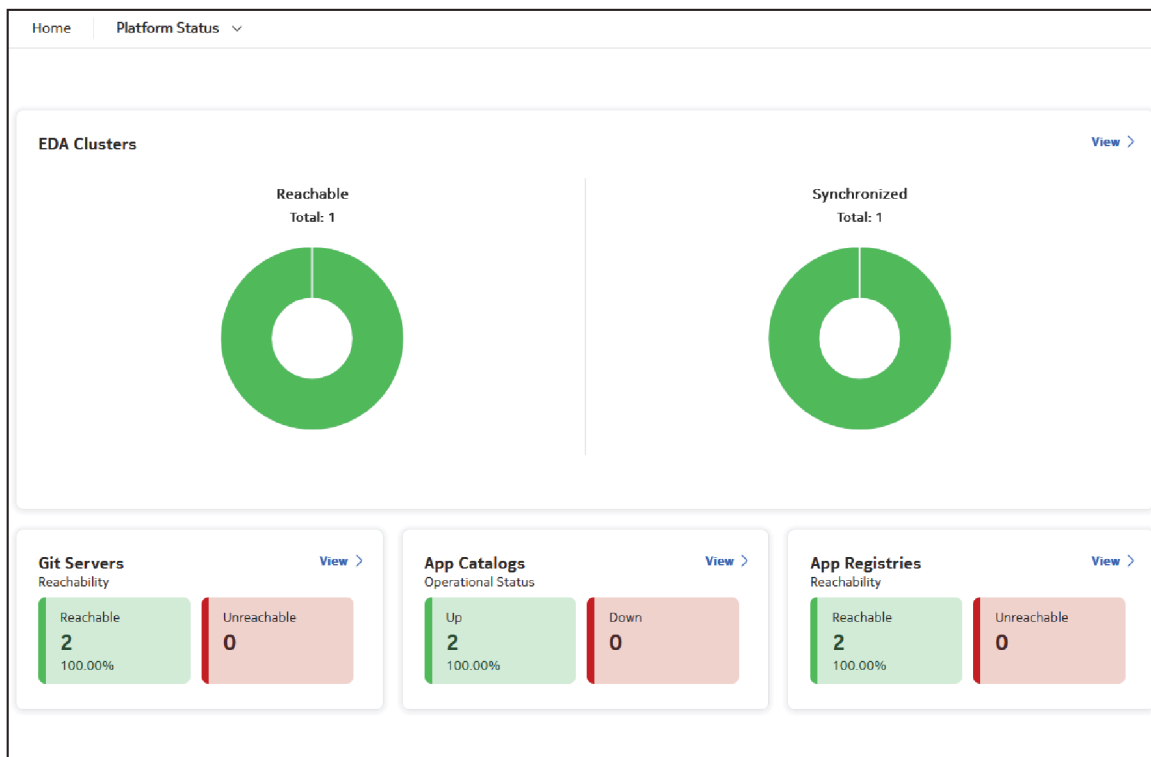 Home Platform Status
EDA Clusters View
Reachable Synchronized
Total: 1 Total: 1
Git Servers View
Reachability
Reachable
2
100.00%
Unreachable
0
App Catalogs View
Operational Status
Up
2
100.00%
Down
0
App Registries View
Reachability
Reachable
2
100.00%
Unreachable
0